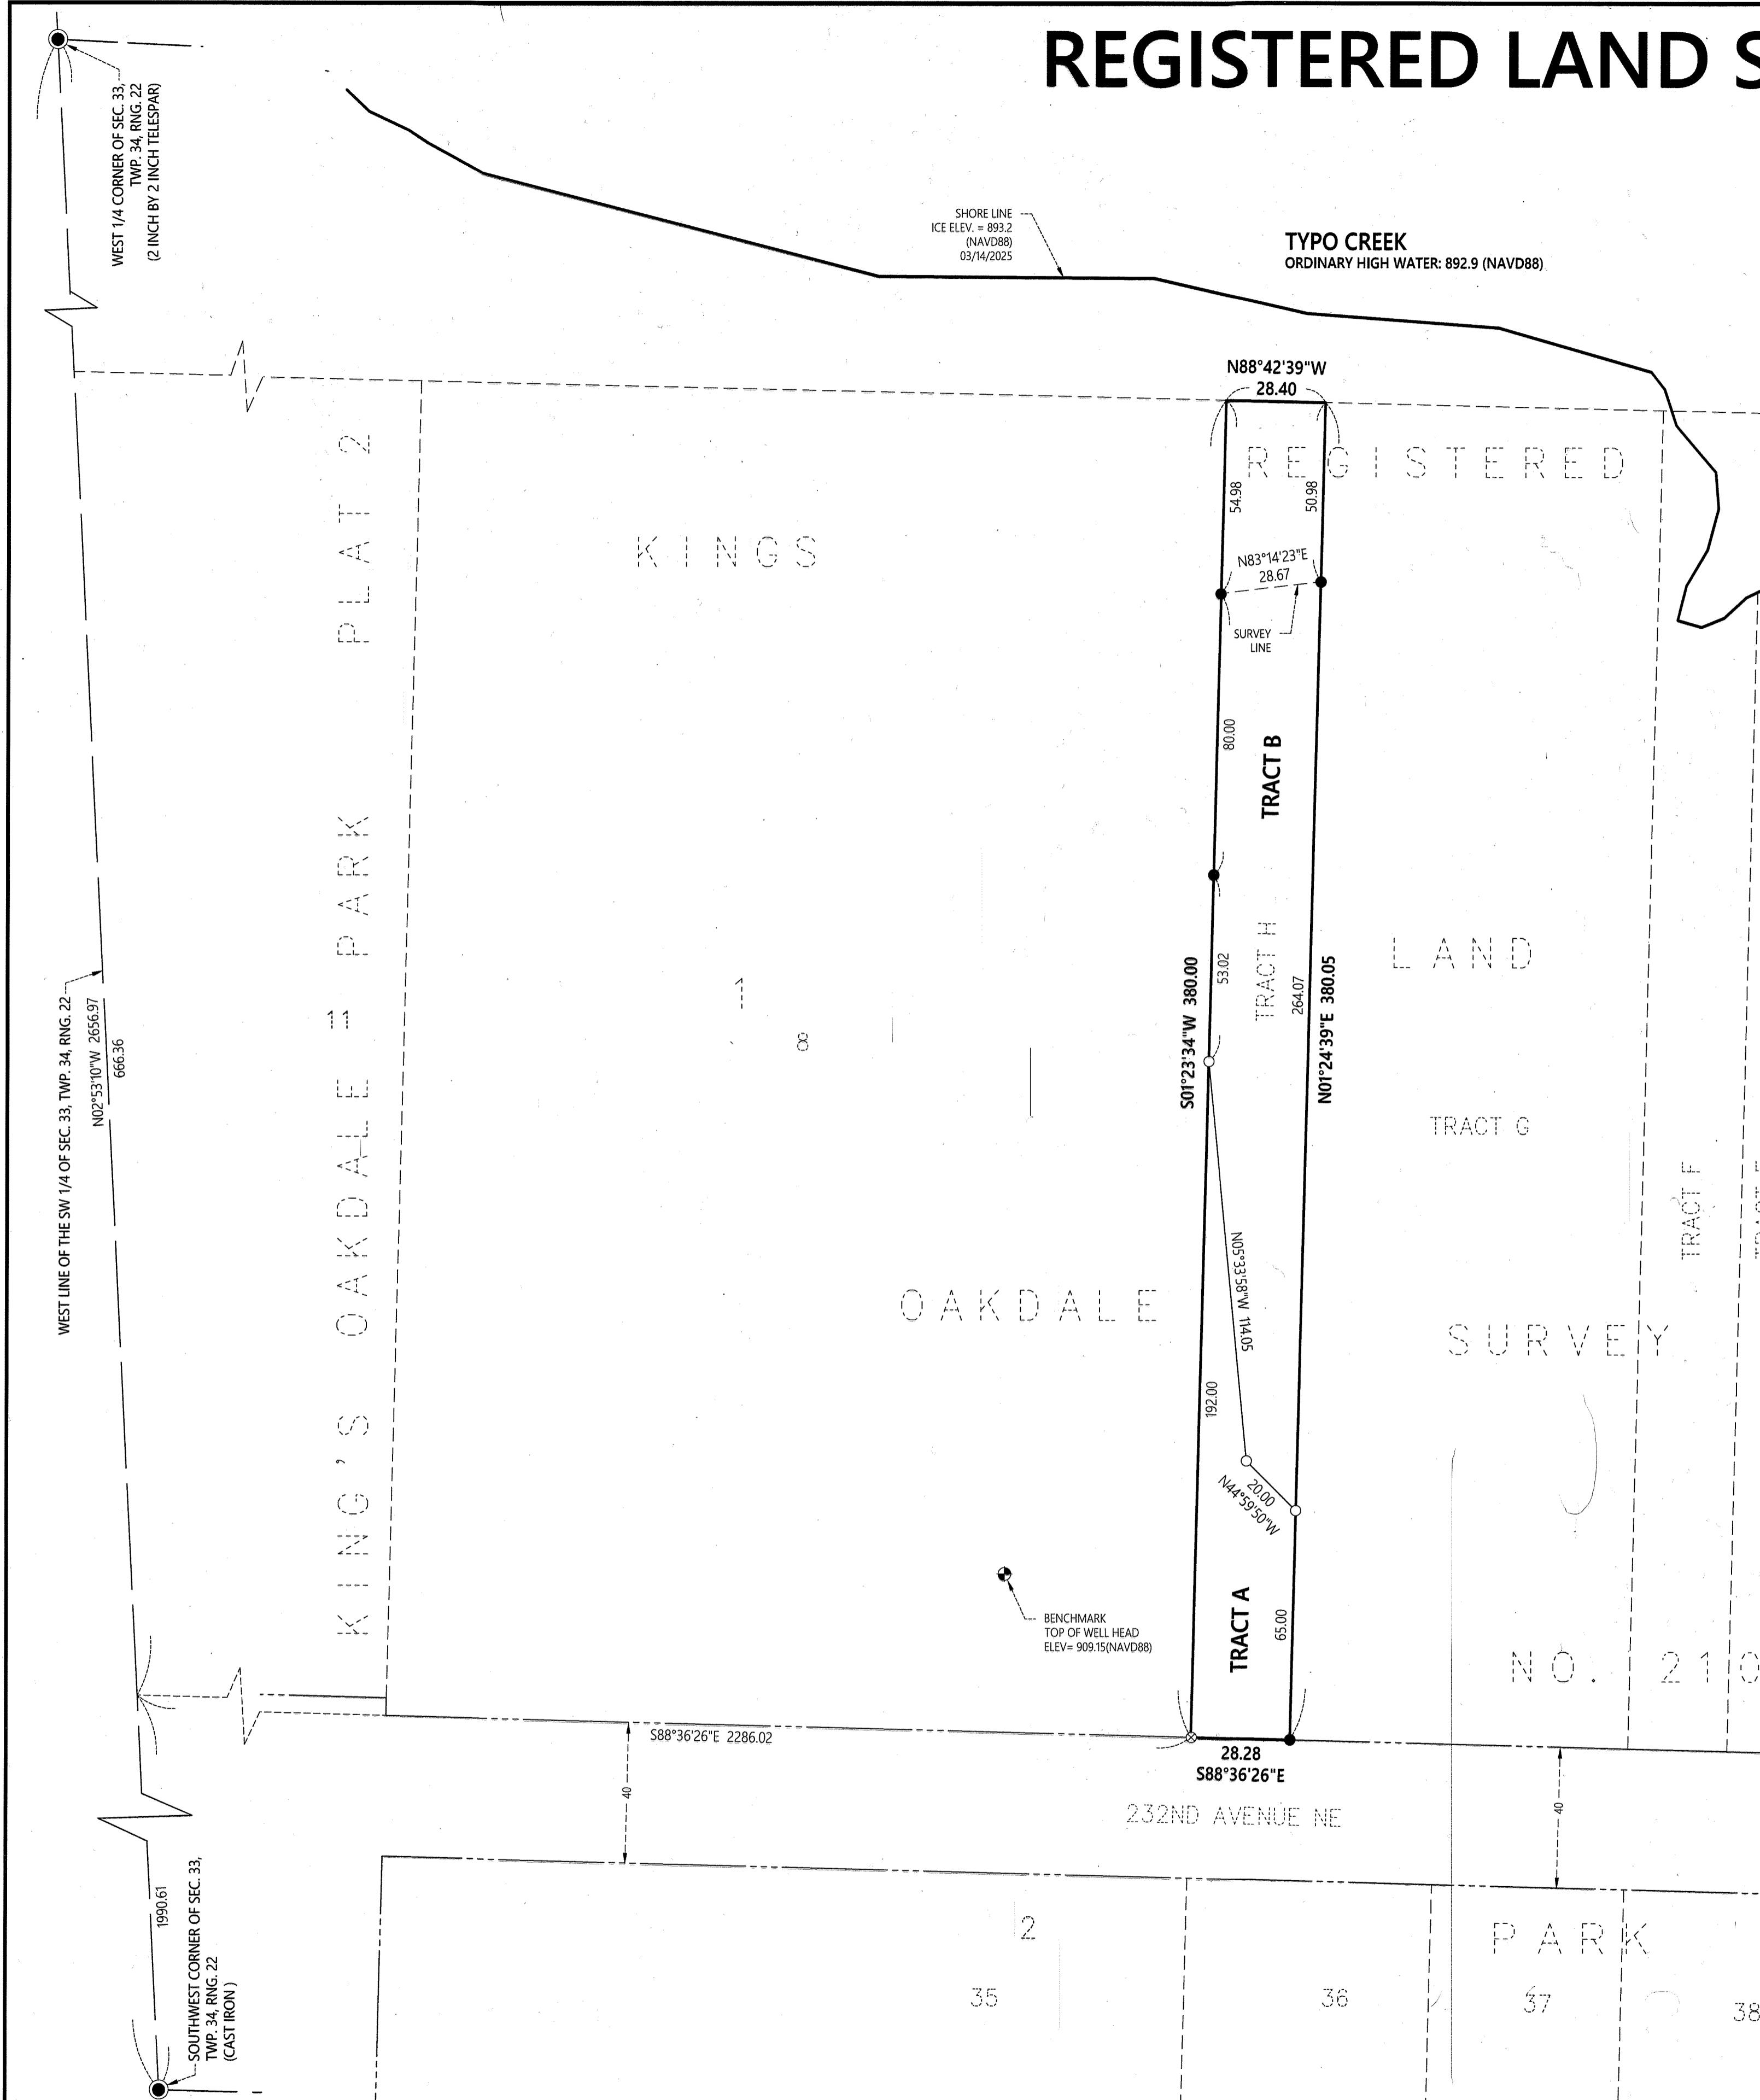 REGISTERED LAND S
WEST 1/4 CORNER OF SEC. 33,
TWP. 34, RNG. 22
(2 INCH BY 2 INCH TELESPAR)
SHORE LINE
ICE ELEV. = 893.2
(NAVD88)
03/14/2025
TYPO CREEK
ORDINARY HIGH WATER: 892.9 (NAVD88)
N88°42'39"W
28.40
REGISTERED
54.98
50.98
KINGS
N83°14'23"E
28.67
SURVEY
LINE
80.00
TRACT B
KING'S OAKDALE PARK PLAT 2
11
1
8
TRACT H
53.02
264.07
S01°23'34"W 380.00
N01°24'39"E 380.05
LAND
TRACT G
TRACT F
WEST LINE OF THE SW 1/4 OF SEC. 33, TWP. 34, RNG. 22
N02°53'10"W 2656.97
666.36
N05°33'58"W 114.05
OAKDALE
SURVEY
192.00
20.00
N44°59'50"W
BENCHMARK
TOP OF WELL HEAD
ELEV= 909.15(NAVD88)
TRACT A
65.00
NO. 210
S88°36'26"E 2286.02
28.28
S88°36'26"E
40
40
232ND AVENUE NE
1990.61
SOUTHWEST CORNER OF SEC. 33,
TWP. 34, RNG. 22
(CAST IRON )
2
PARK
35
36
37
38